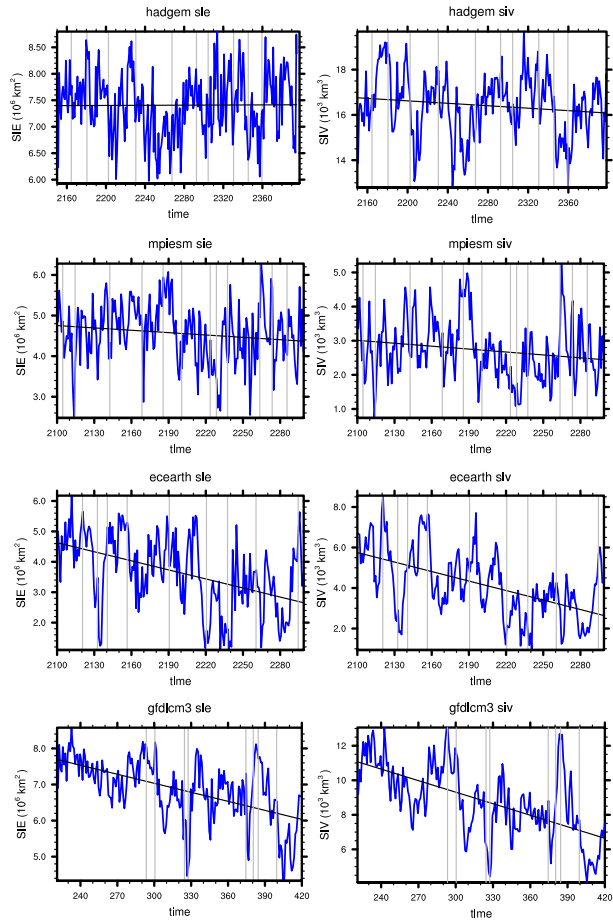 hadgem sie
8.50
8.00
7.50
7.00
6.50
6.00
SIE (10⁶ km²)
2160 2200 2240 2280 2320 2360
time
hadgem siv
18
16
14
SIV (10³ km³)
2160 2200 2240 2280 2320 2360
time
mpiesm sie
6.0
5.0
4.0
3.0
SIE (10⁶ km²)
2100 2130 2160 2190 2220 2250 2280
time
mpiesm siv
5.0
4.0
3.0
2.0
1.0
SIV (10³ km³)
2100 2130 2160 2190 2220 2250 2280
time
ecearth sie
6.0
5.0
4.0
3.0
2.0
SIE (10⁶ km²)
2100 2130 2160 2190 2220 2250 2280
time
ecearth siv
8.0
6.0
4.0
2.0
SIV (10³ km³)
2100 2130 2160 2190 2220 2250 2280
time
gfdlcm3 sie
8.0
7.0
6.0
5.0
SIE (10⁶ km²)
240 270 300 330 360 390 420
time
gfdlcm3 siv
12
10
8
6
SIV (10³ km³)
240 270 300 330 360 390 420
time